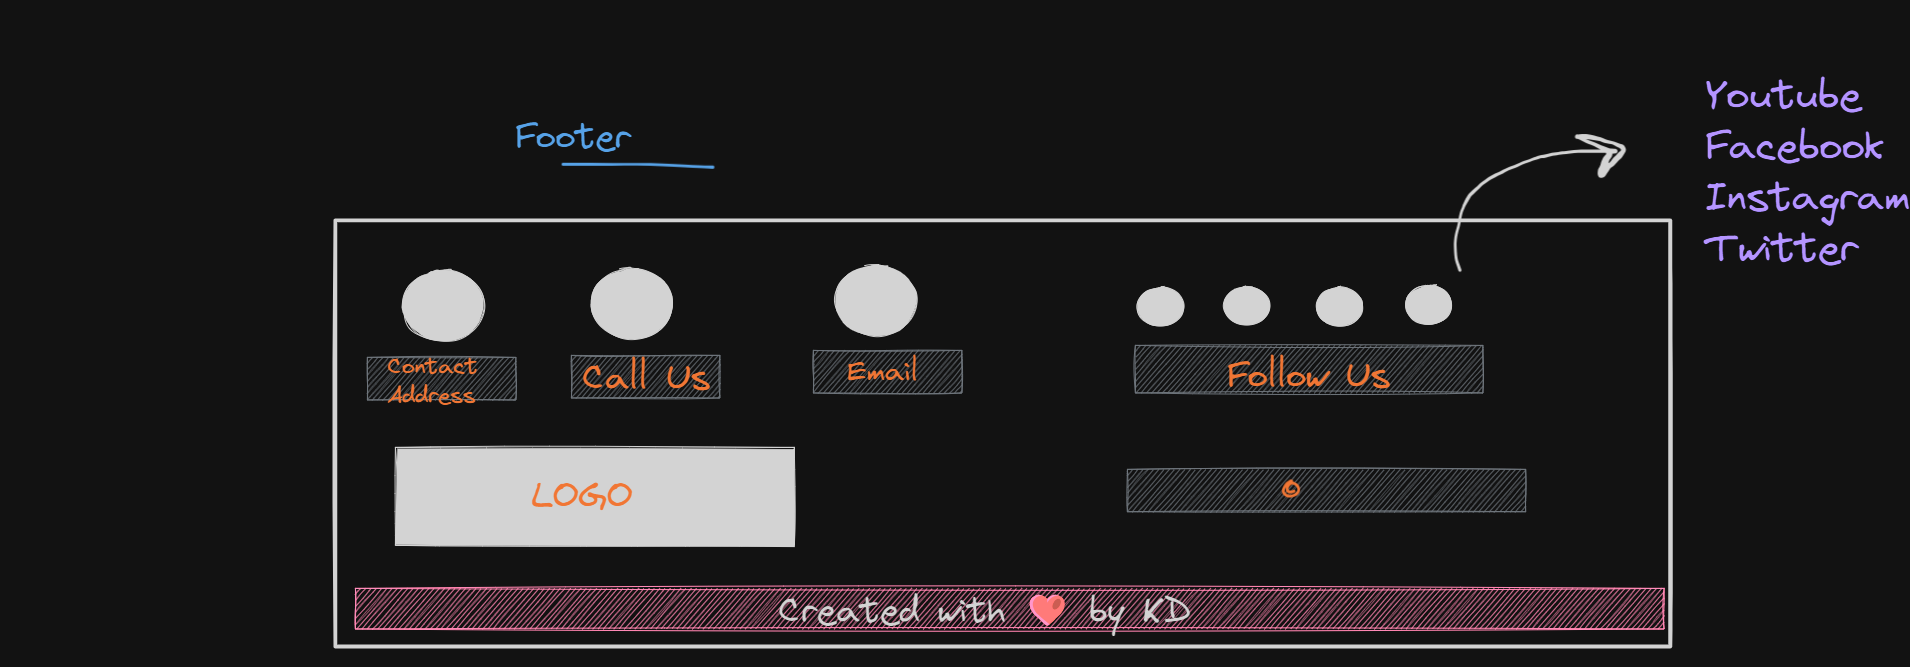 Footer
Youtube
Facebook
Instagram
Twitter
Contact
Address
Call Us
Email
Follow Us
LOGO
Created with ❤️ by KD